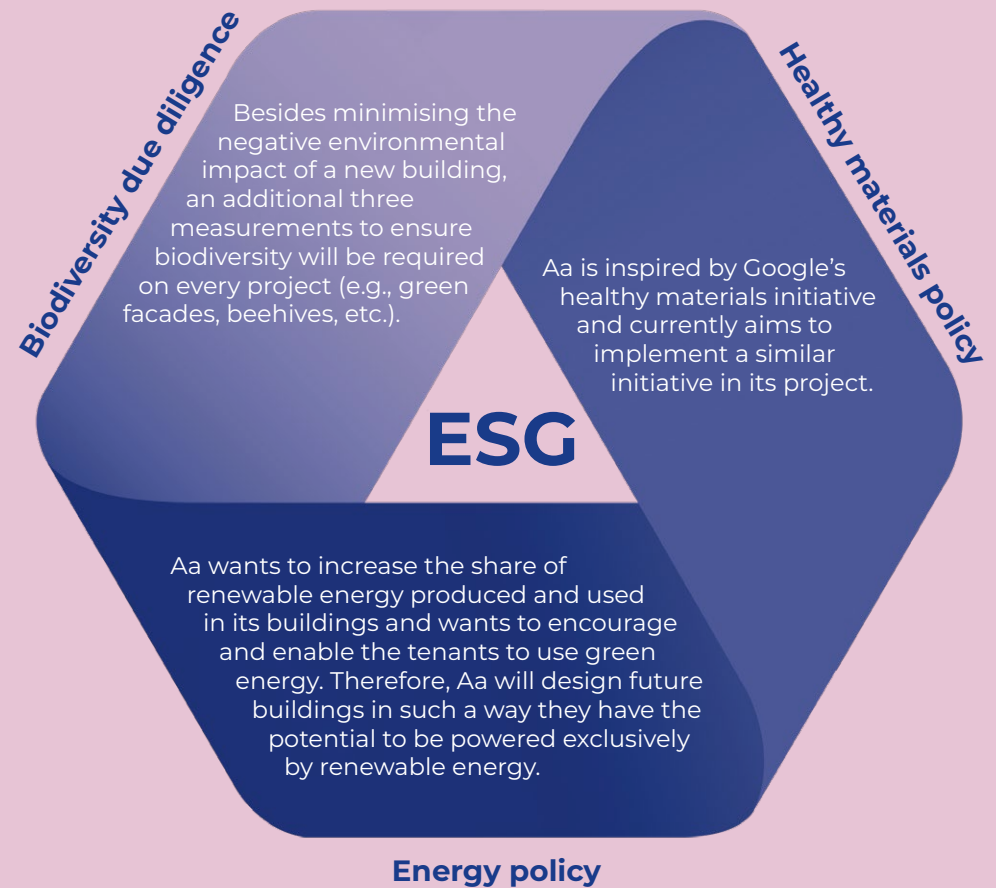 Biodiversity due diligence
Besides minimising the
negative environmental
impact of a new building,
an additional three
measurements to ensure
biodiversity will be required
on every project (e.g., green
facades, beehives, etc.).
Healthy materials policy
Aa is inspired by Google’s
healthy materials initiative
and currently aims to
implement a similar
initiative in its project.
ESG
Aa wants to increase the share of
renewable energy produced and used
in its buildings and wants to encourage
and enable the tenants to use green
energy. Therefore, Aa will design future
buildings in such a way they have the
potential to be powered exclusively
by renewable energy.
Energy policy